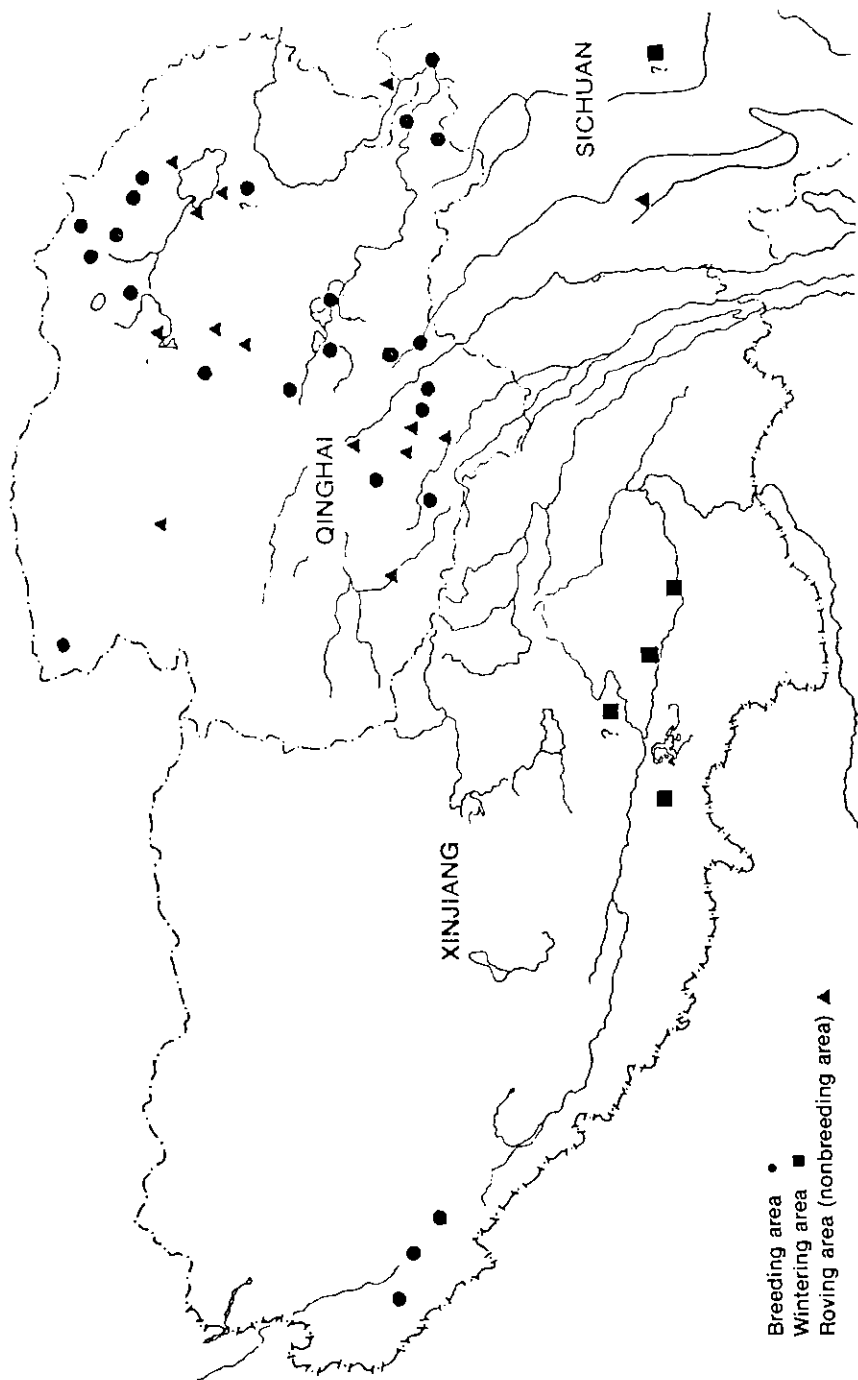 QINGHAI
SICHUAN
?
XINJIANG
?
Breeding area ●
Wintering area ■
Roving area (nonbreeding area) ▲